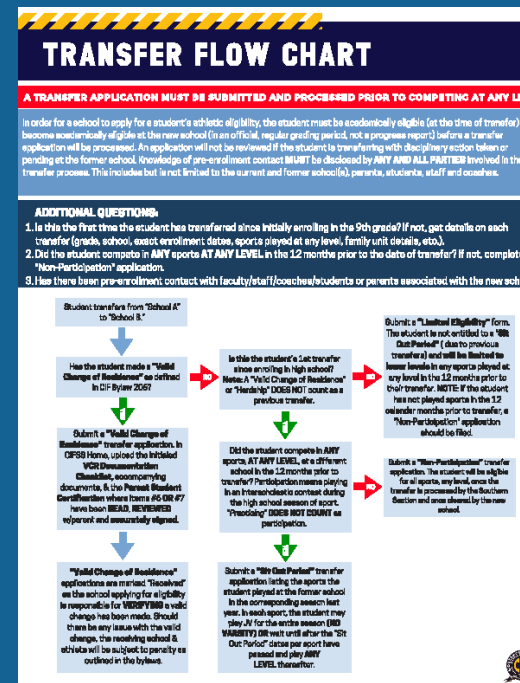 TRANSFER FLOW CHART
A TRANSFER APPLICATION MUST BE SUBMITTED AND PROCESSED PRIOR TO COMPETING AT ANY LE
In order for a school to apply for a student's athletic eligibility, the student must be academically eligible (at the time of transfer)
become academically eligible at the new school (in an official, regular grading period, not a progress report) before a transfer
application will be processed. An application will not be reviewed if the student is transferring with disciplinary action taken or
pending at the former school. Knowledge of pre-enrollment contact MUST be disclosed by ANY AND ALL PARTIES involved in the
transfer process. This includes but is not limited to the current and former school(s), parents, students, staff and coaches.
ADDITIONAL QUESTIONS:
1. Is this the first time the student has transferred since initially enrolling in the 9th grade? If not, get details on each
transfer (grade, school, exact enrollment dates, sports played at any level, family unit details, etc.).
2. Did the student compete in ANY sports AT ANY LEVEL in the 12 months prior to the date of transfer? If not, complete
"Non-Participation" application.
3. Has there been pre-enrollment contact with faculty/staff/coaches/students or parents associated with the new sch
Student transfers from "School A"
to "School B."
Has the student made a "Valid
Change of Residence" as defined
in CIF Bylaw 206?
NO
Is this the student's 1st transfer
since enrolling in high school?
Note: A "Valid Change of Residence"
or "Hardship" DOES NOT count as a
previous transfer.
NO
Submit a "Limited Eligibility" form.
The student is not entitled to a "Sit
Out Period" ( due to previous
transfers) and will be limited to
lower levels in any sports played at
any level in the 12 months prior to
their transfer. NOTE: If the student
has not played sports in the 12
calendar months prior to transfer, a
"Non-Participation" application
should be filed.
Submit a "Valid Change of
Residence" transfer application. In
CIFSS Home, upload the initialed
VCR Documentation
Checklist, accompanying
documents, & the Parent Student
Certification where items #6 OR #7
have been READ, REVIEWED
w/parent and accurately signed.
Did the student compete in ANY
sports, AT ANY LEVEL, at a different
school in the 12 months prior to
transfer? Participation means playing
in an interscholastic contest during
the high school season of sport.
"Practicing" DOES NOT COUNT as
participation.
NO
Submit a "Non-Participation" transfer
application. The student will be eligible
for all sports, any level, once the
transfer is processed by the Southern
Section and once cleared by the new
school.
"Valid Change of Residence"
applications are marked "Received"
as the school applying for eligibility
is responsible for VERIFYING a valid
change has been made. Should
there be any issue with the valid
change, the receiving school &
athlete will be subject to penalty as
outlined in the bylaws.
Submit a "Sit Out Period" transfer
application listing the sports the
student played at the former school
in the corresponding season last
year. In each sport, the student may
play JV for the entire season (NO
VARSITY) OR wait until after the "Sit
Out Period" dates per sport have
passed and play ANY
LEVEL thereafter.